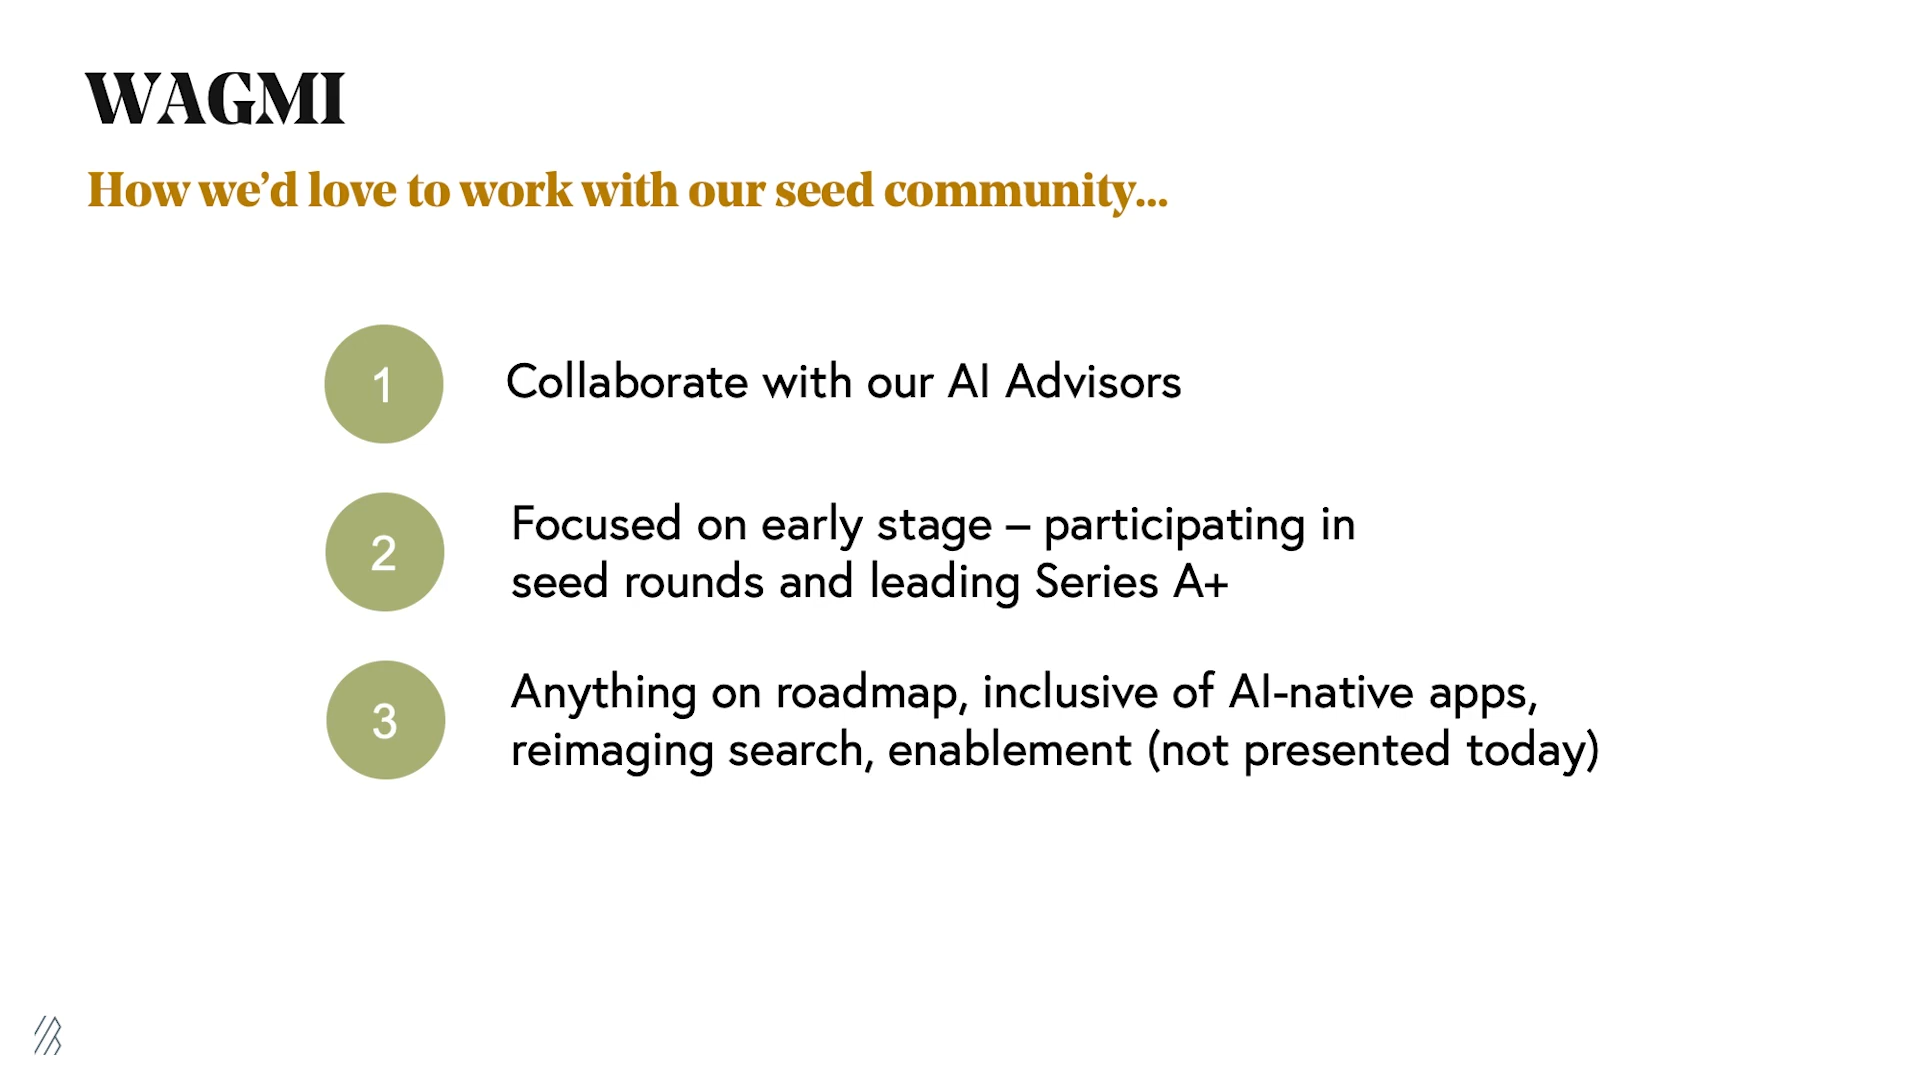 WAGMI
How we’d love to work with our seed community...
1
Collaborate with our AI Advisors
2
Focused on early stage – participating in
seed rounds and leading Series A+
3
Anything on roadmap, inclusive of AI-native apps,
reimaging search, enablement (not presented today)